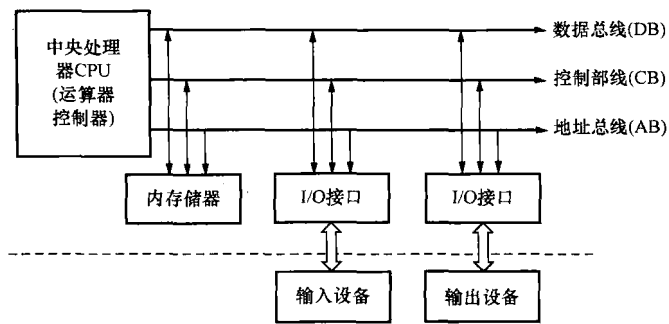 中央处理
器CPU
(运算器
控制器)
数据总线(DB)
控制部线(CB)
地址总线(AB)
内存储器
I/O接口
I/O接口
输入设备
输出设备